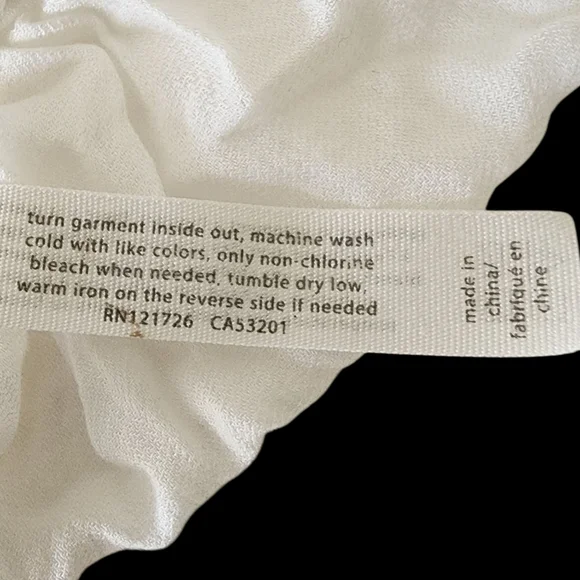 turn garment inside out, machine wash
cold with like colors, only non-chlorine
bleach when needed, tumble dry low,
warm iron on the reverse side if needed
RN121726 CA53201
made in
china/
fabriqué en
chine